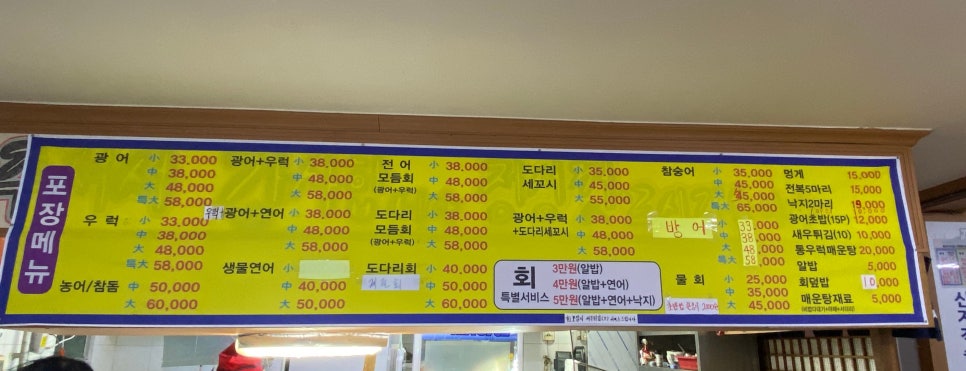 포장메뉴
광 어 小 33,000
中 38,000
大 48,000
특大 58,000
우 럭 小 33,000
中 38,000
大 48,000
특大 58,000
농어/참돔 中 50,000
大 60,000
광어+우럭 小 38,000
中 48,000
大 58,000
우럭+광어+연어 小 38,000
中 48,000
大 58,000
생물연어 小
中 40,000
大 50,000
전 어 小 38,000
모듬회 中 48,000
(광어+우럭) 大 58,000
도다리 小 38,000
모듬회 中 48,000
(광어+우럭) 大 58,000
도다리회 小 40,000
中 50,000
大 60,000
도다리 小 35,000
세꼬시 中 45,000
大 55,000
광어+우럭 小 38,000
+도다리세꼬시 中 48,000
大 58,000
회 3만원(알밥)
4만원(알밥+연어)
특별서비스 5만원(알밥+연어+낙지)
참숭어 小 35,000
中 45,000
大 45,000
특大 65,000
방어 小 33,000
中 38,000
大 48,000
특大 58,000
물 회 小 25,000
中 35,000
大 45,000
멍게 15,000
전복5마리 15,000
낙지2마리
광어초밥(15P) 12,000
새우튀김(10) 10,000
통우럭매운탕 20,000
알밥 5,000
회덮밥 10,000
매운탕재료 5,000